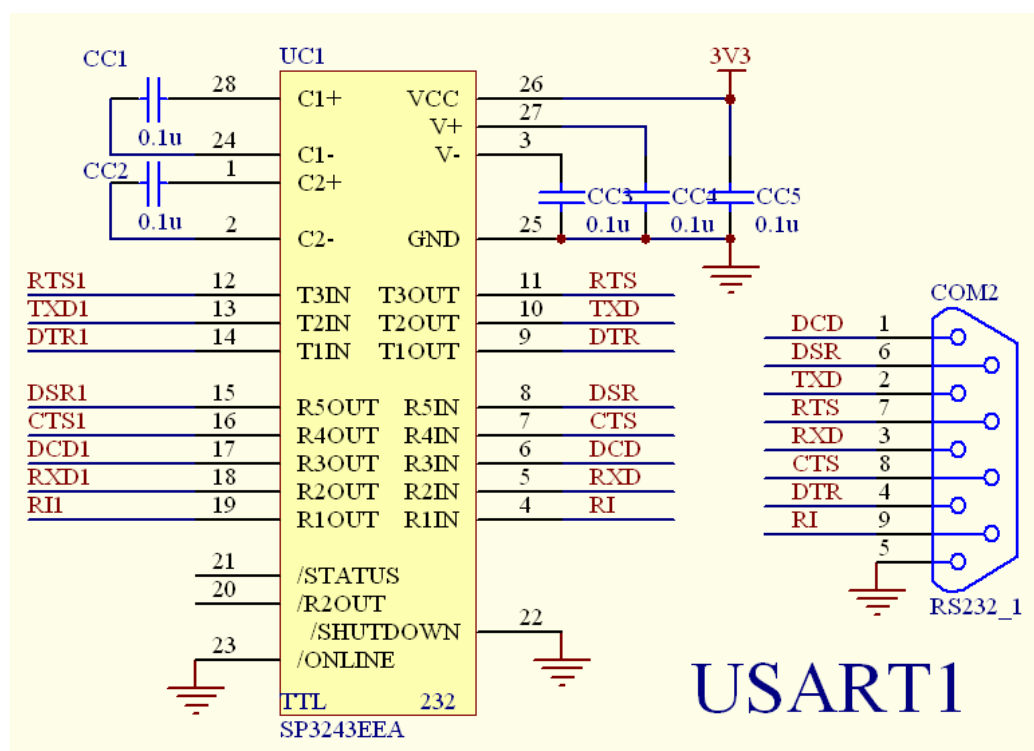 CC1
0.1u
CC2
0.1u
UC1
28 C1+
24 C1-
1 C2+
2 C2-
RTS1 12 T3IN
TXD1 13 T2IN
DTR1 14 T1IN
DSR1 15 R5OUT
CTS1 16 R4OUT
DCD1 17 R3OUT
RXD1 18 R2OUT
RI1 19 R1OUT
21 /STATUS
20 /R2OUT
/SHUTDOWN 22
23 /ONLINE
TTL 232
SP3243EEA
VCC 26
V+ 27
V- 3
GND 25
3V3
CC3
0.1u
CC4
0.1u
CC5
0.1u
T3OUT 11 RTS
T2OUT 10 TXD
T1OUT 9 DTR
R5IN 8 DSR
R4IN 7 CTS
R3IN 6 DCD
R2IN 5 RXD
R1IN 4 RI
COM2
DCD 1
DSR 6
TXD 2
RTS 7
RXD 3
CTS 8
DTR 4
RI 9
5
RS232_1
USART1